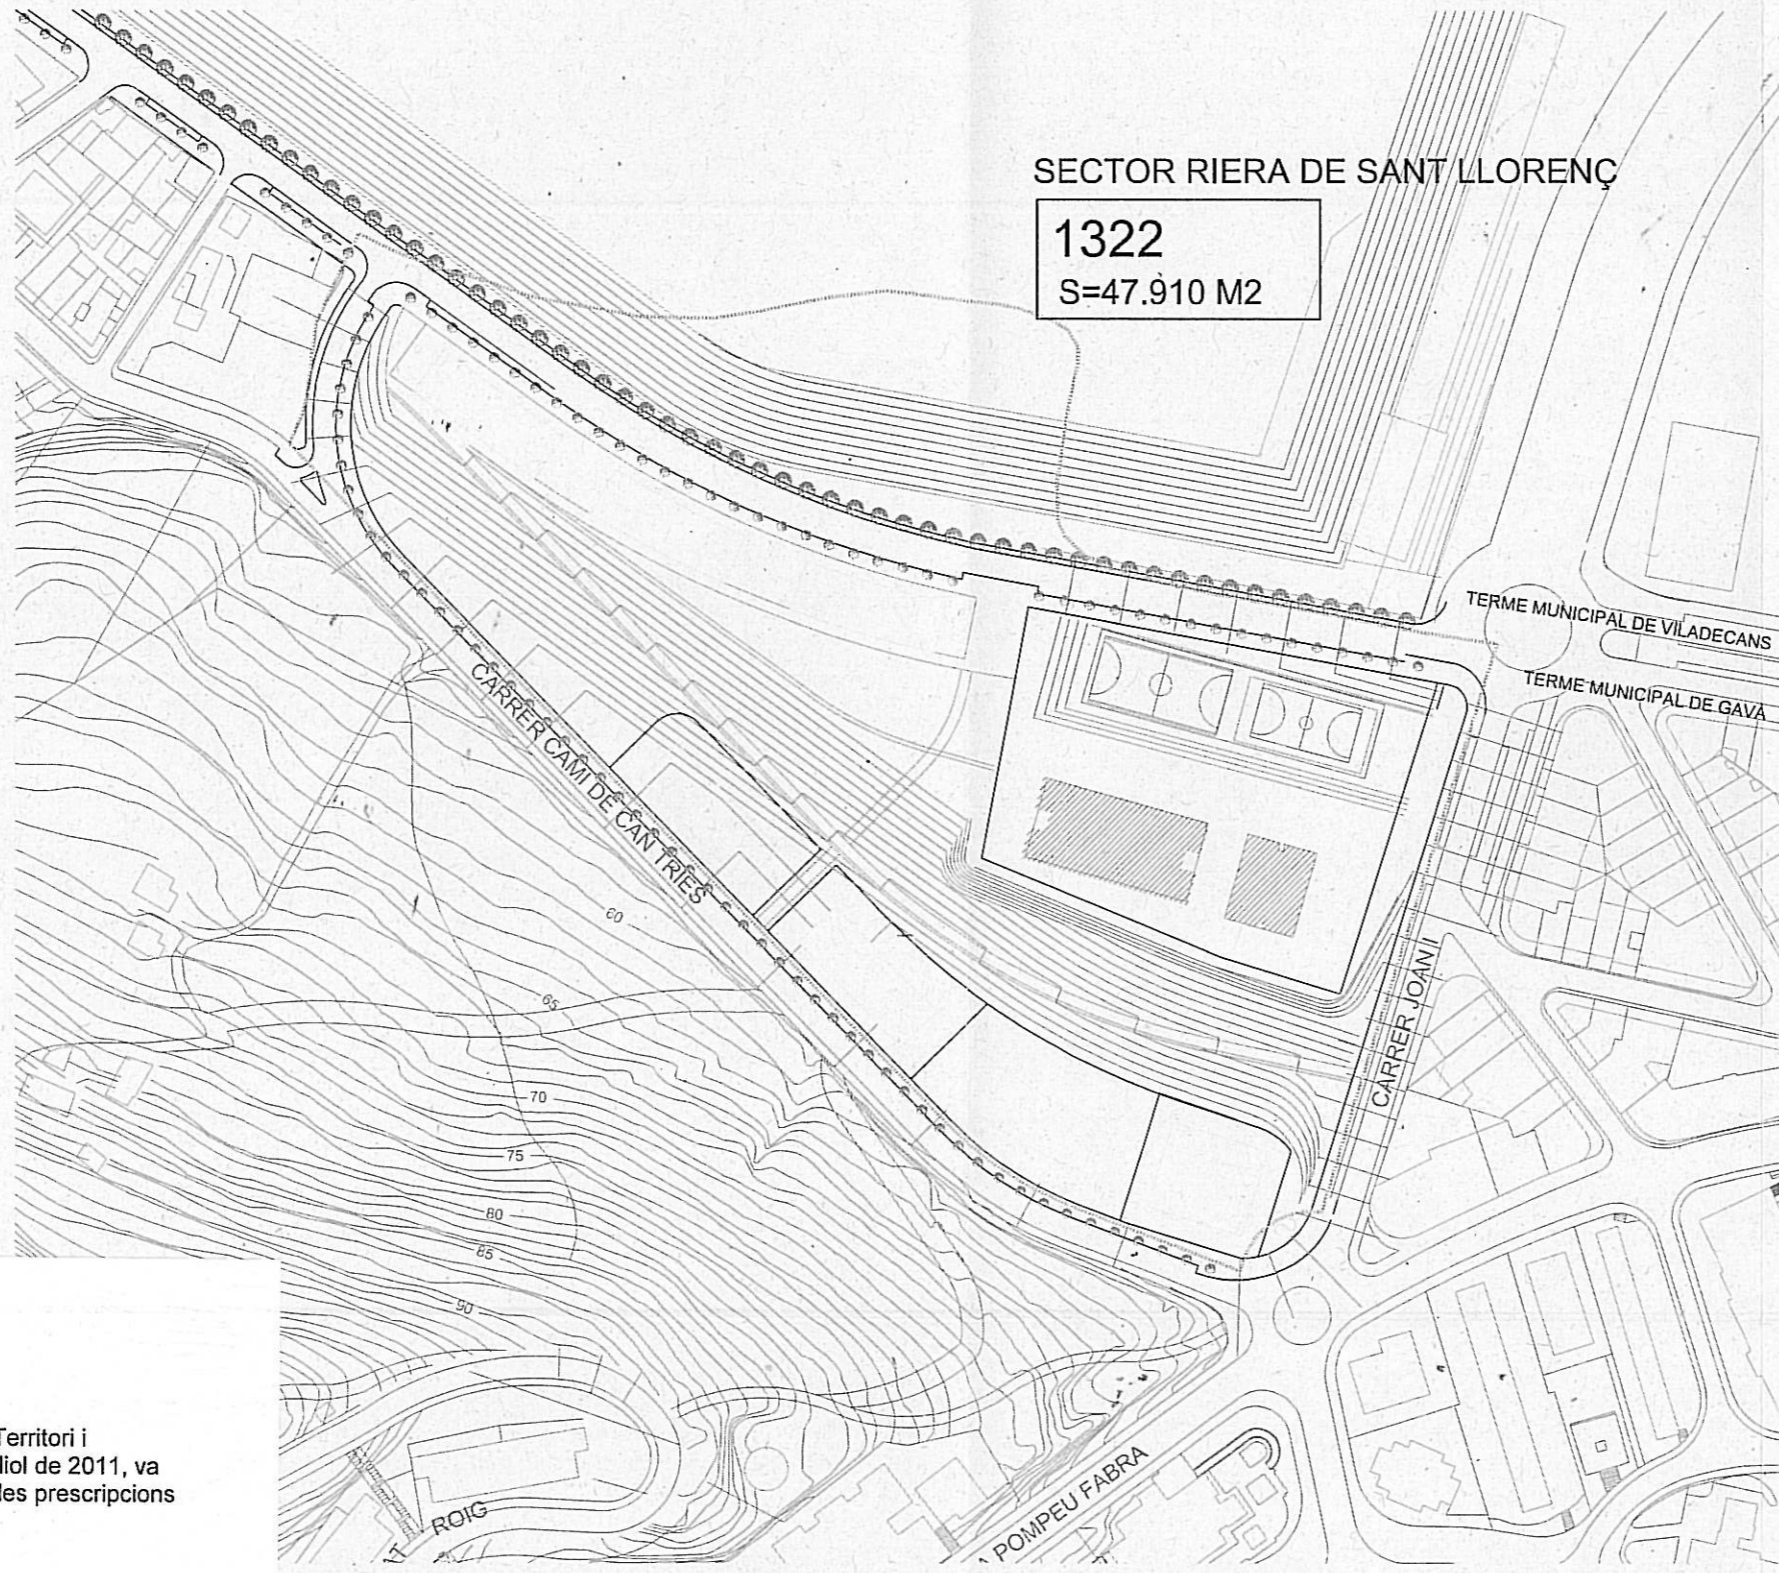 SECTOR RIERA DE SANT LLORENÇ
1322
S=47.910 M2
TERME MUNICIPAL DE VILADECANS
TERME MUNICIPAL DE GAVÀ
CARRER CAMI DE CAN TRIES
CARRER JOAN I
60
65
70
75
80
85
90
Territori i
liol de 2011, va
les prescripcions
ROIG
A POMPEU FABRA